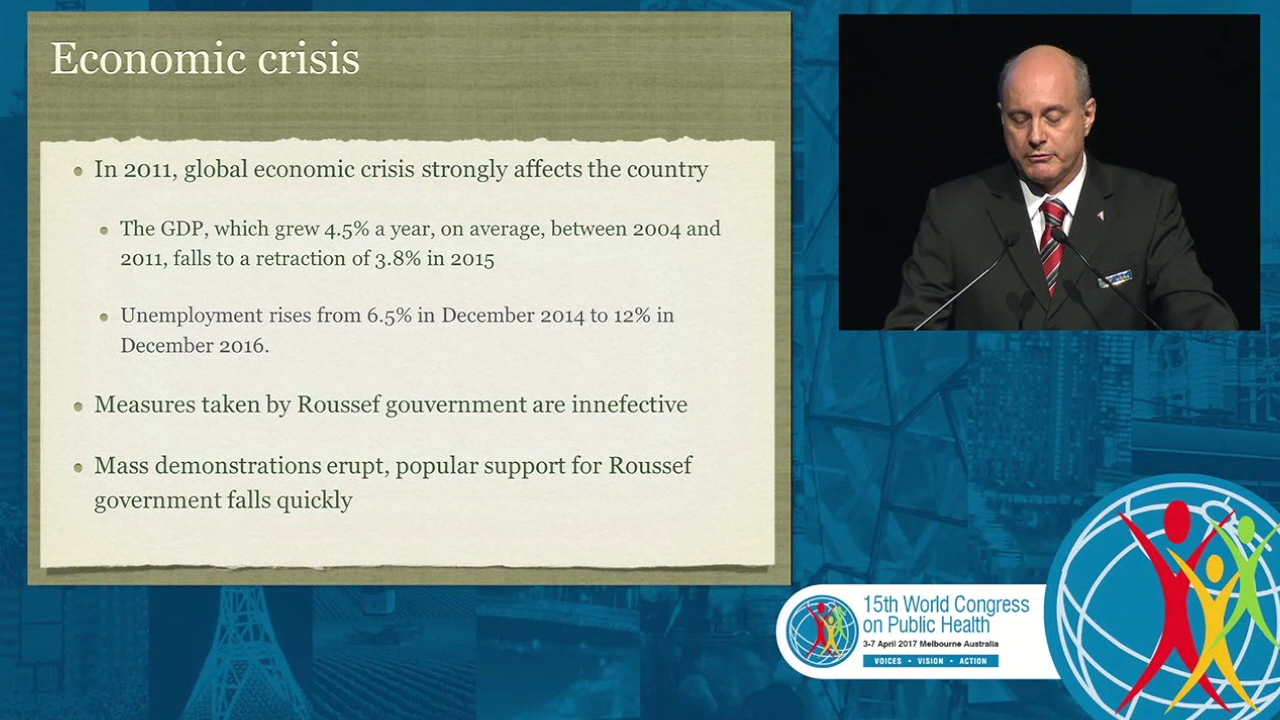 Economic crisis
In 2011, global economic crisis strongly affects the country
The GDP, which grew 4.5% a year, on average, between 2004 and
2011, falls to a retraction of 3.8% in 2015
Unemployment rises from 6.5% in December 2014 to 12% in
December 2016.
Measures taken by Roussef gouvernment are innefective
Mass demonstrations erupt, popular support for Roussef
government falls quickly
15th World Congress
on Public Health
3-7 April 2017 Melbourne Australia
VOICES • VISION • ACTION